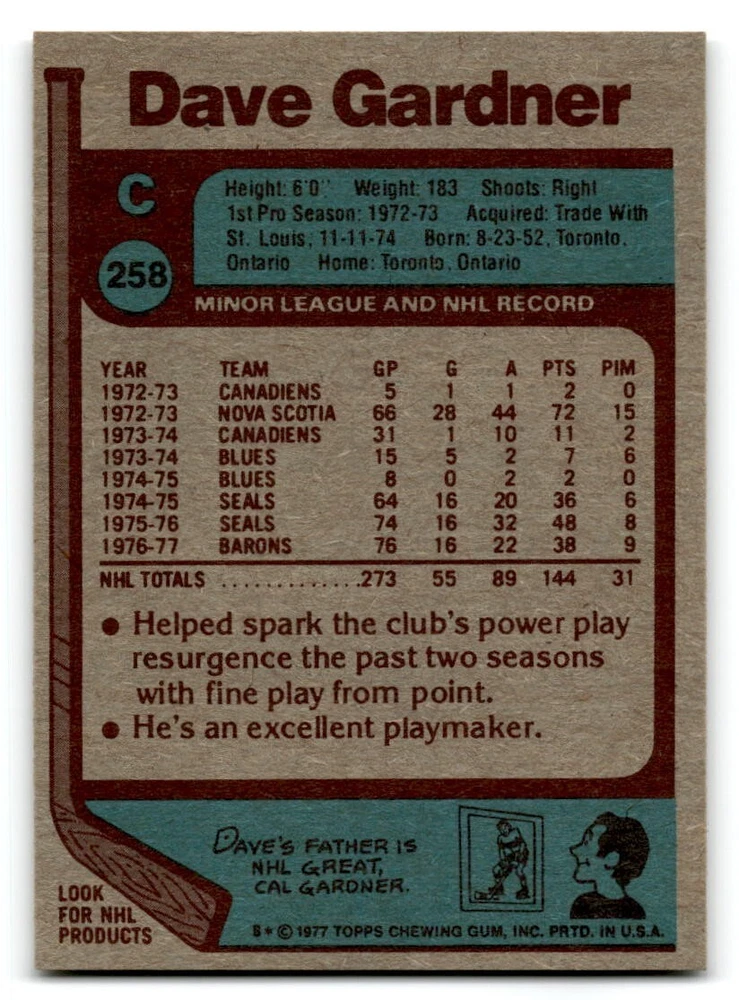 Dave Gardner
C
258
Height: 6'0" Weight: 183 Shoots: Right
1st Pro Season: 1972-73 Acquired: Trade With
St. Louis, 11-11-74 Born: 8-23-52, Toronto,
Ontario Home: Toronto, Ontario
MINOR LEAGUE AND NHL RECORD
YEAR TEAM GP G A PTS PIM
1972-73 CANADIENS 5 1 1 2 0
1972-73 NOVA SCOTIA 66 28 44 72 15
1973-74 CANADIENS 31 1 10 11 2
1973-74 BLUES 15 5 2 7 6
1974-75 BLUES 8 0 2 2 0
1974-75 SEALS 64 16 20 36 6
1975-76 SEALS 74 16 32 48 8
1976-77 BARONS 76 16 22 38 9
NHL TOTALS .............273 55 89 144 31
• Helped spark the club's power play
resurgence the past two seasons
with fine play from point.
• He's an excellent playmaker.
DAVE'S FATHER IS
NHL GREAT,
CAL GARDNER.
LOOK
FOR NHL
PRODUCTS
B * © 1977 TOPPS CHEWING GUM, INC. PRTD. IN U.S.A.